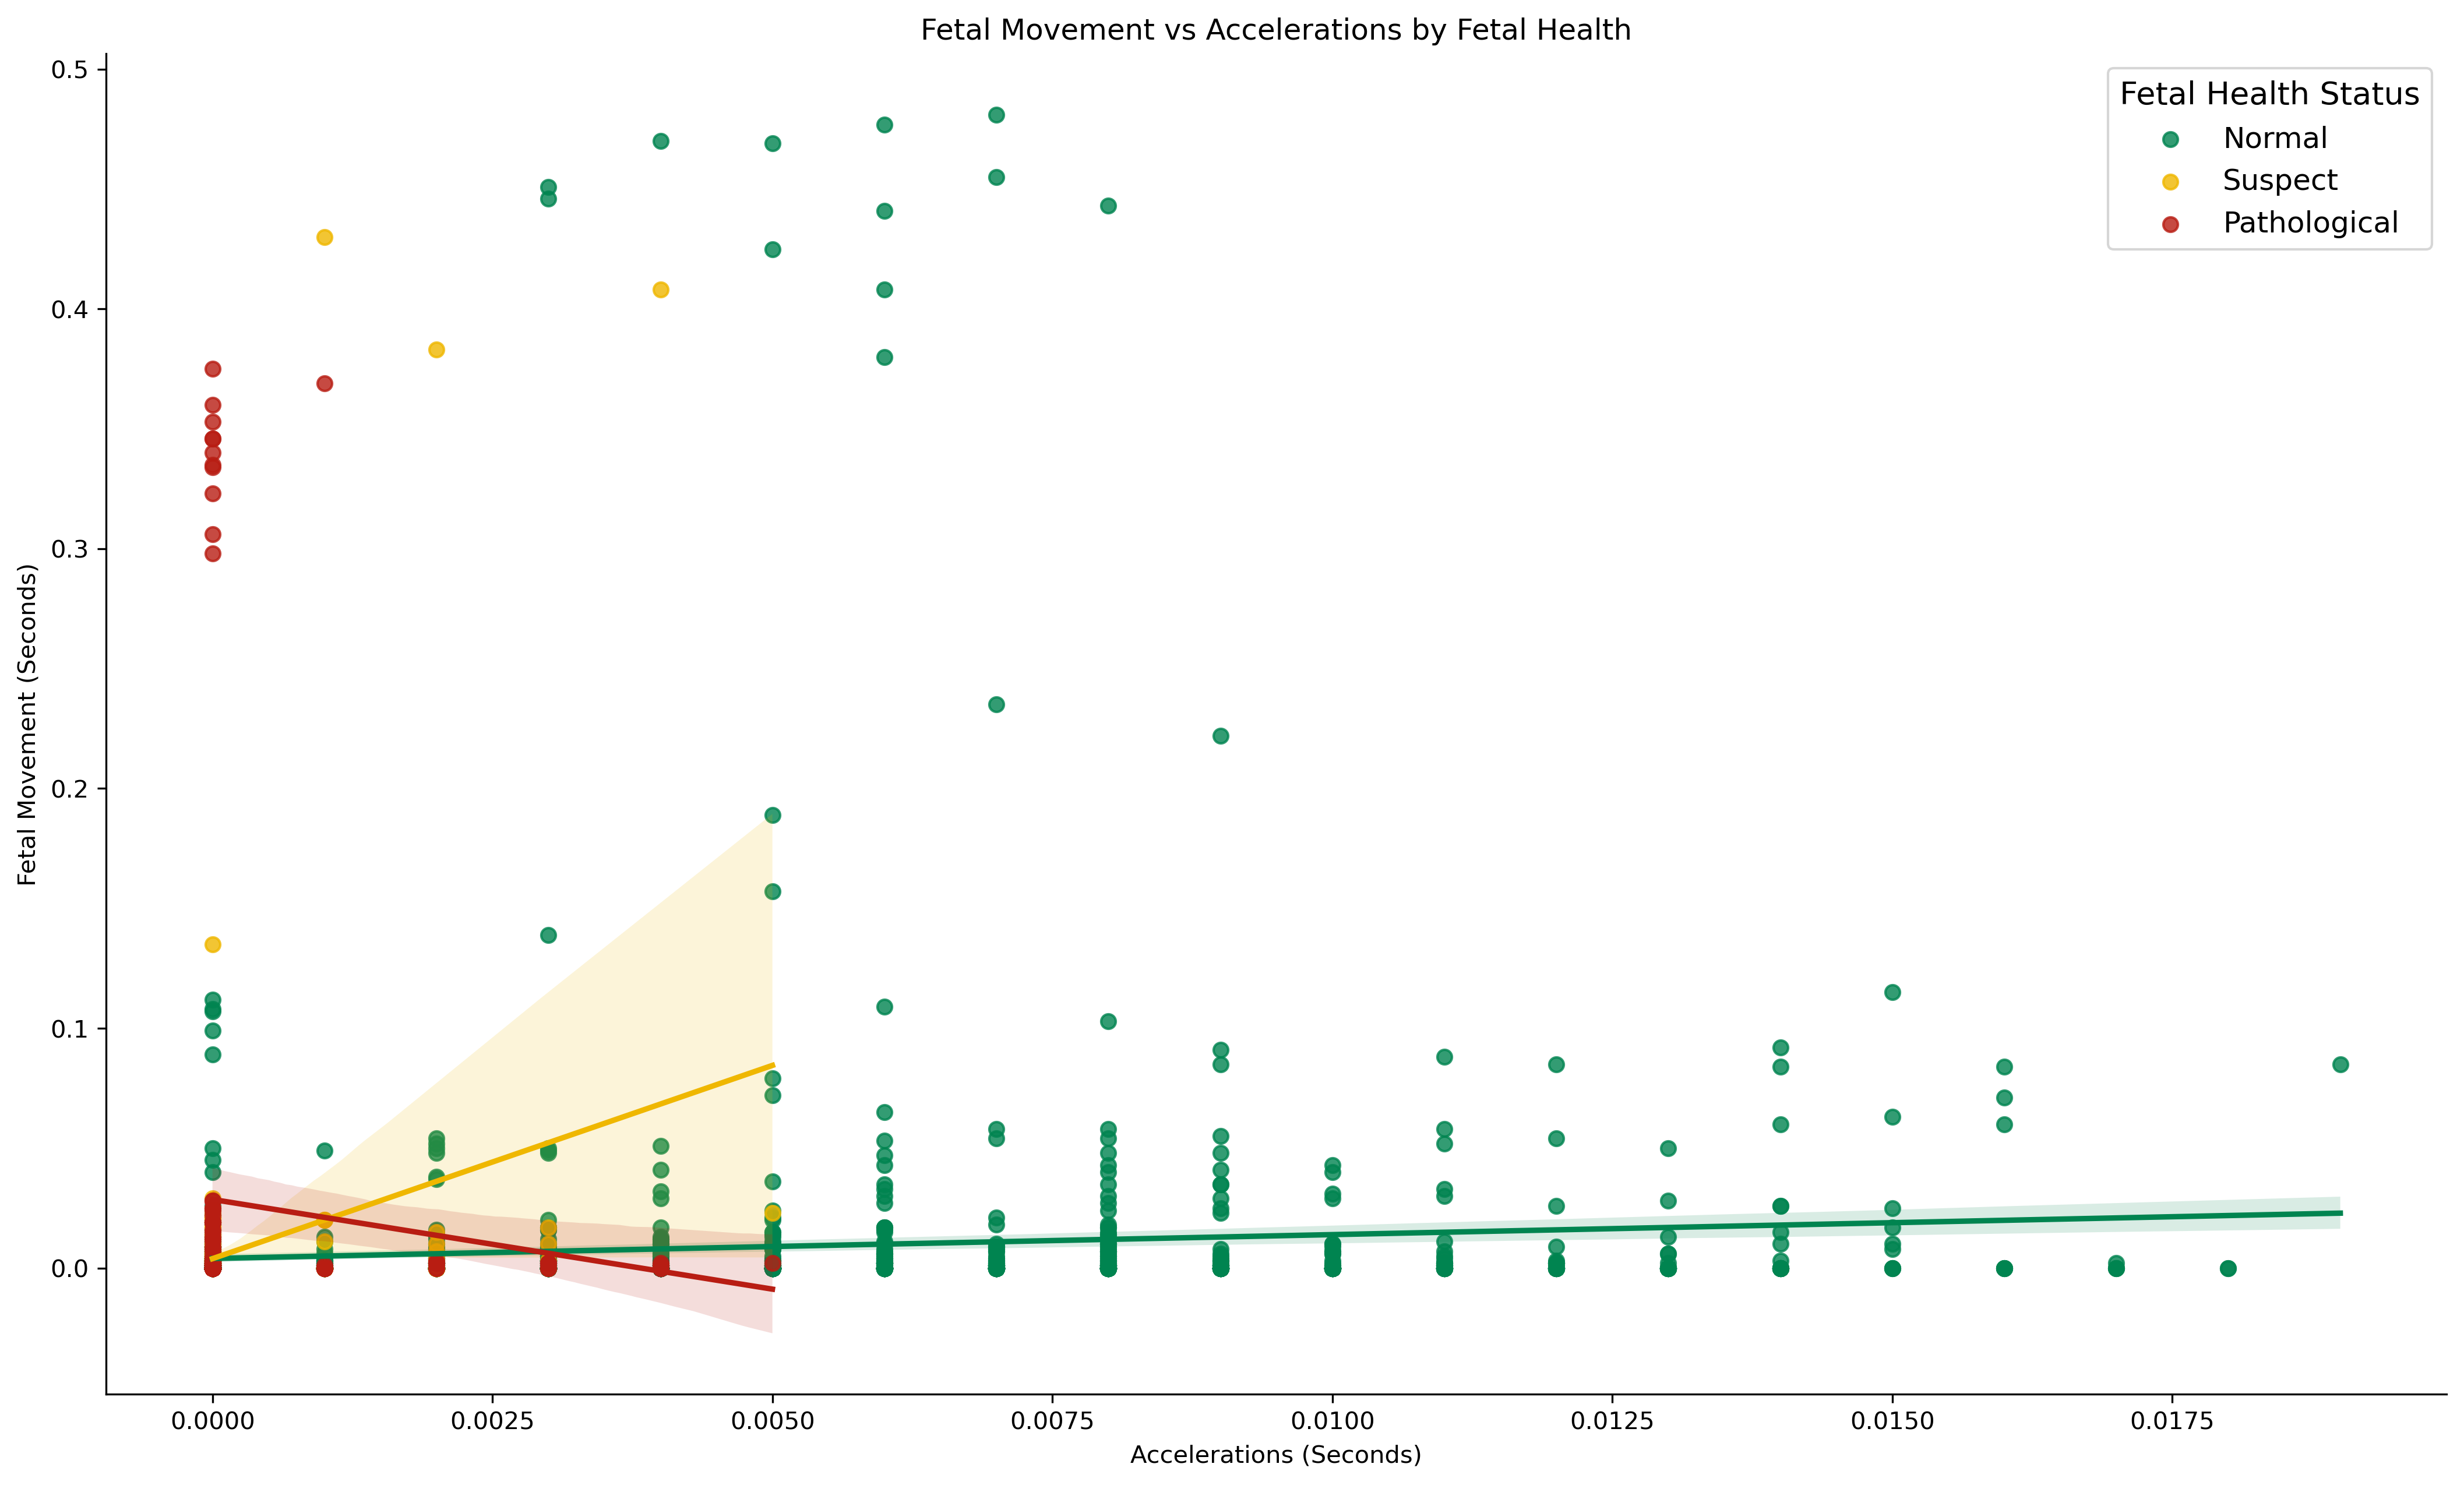 Fetal Movement vs Accelerations by Fetal Health
Fetal Health Status
Normal
Suspect
Pathological
Fetal Movement (Seconds)
0.5
0.4
0.3
0.2
0.1
0.0
0.0000 0.0025 0.0050 0.0075 0.0100 0.0125 0.0150 0.0175
Accelerations (Seconds)